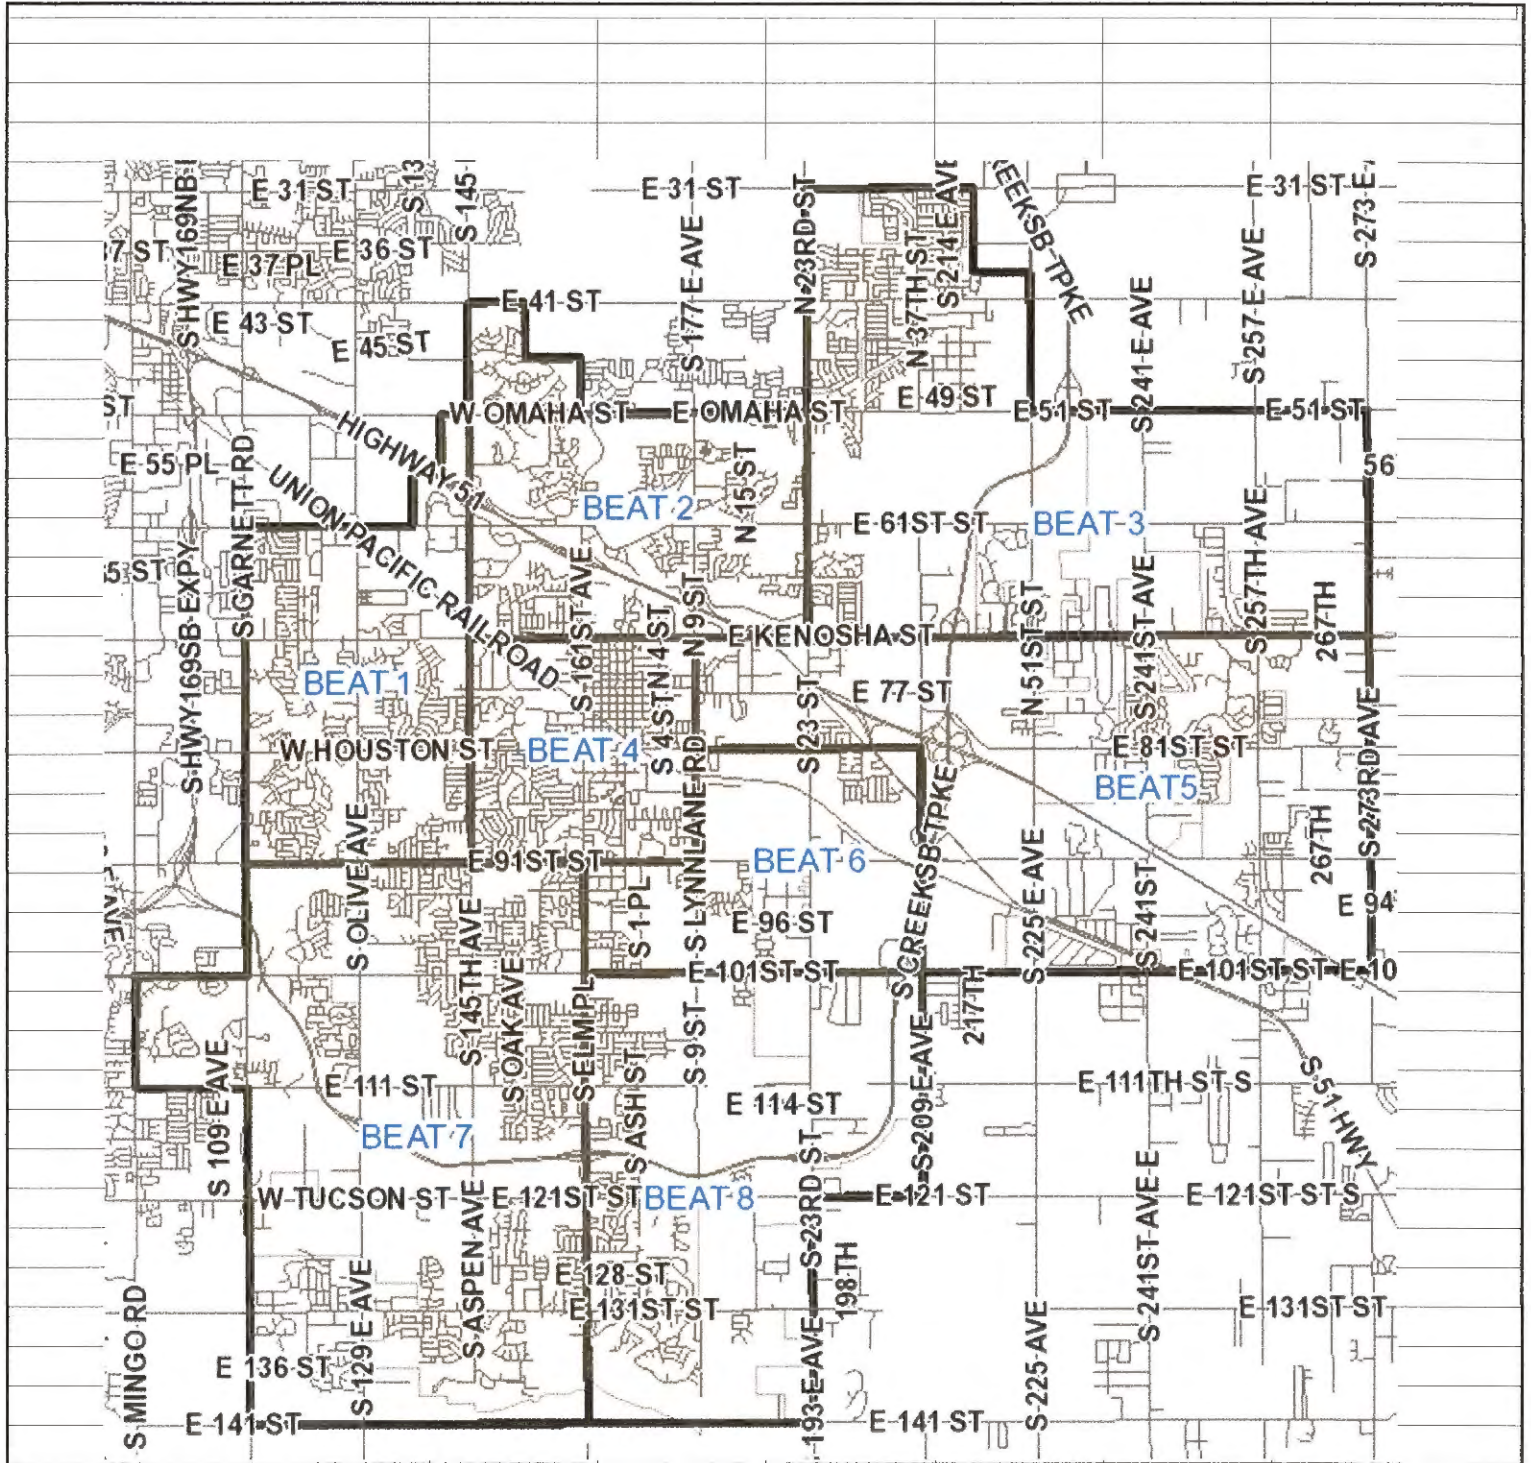 S HWY 169NB
S 13
S 145
E 31 ST
E 31 ST
E 31 ST
S 273 E
37 ST
E 37 PL
E 36 ST
S 177 E AVE
N 23RD ST
N 37TH ST
S 214 E AVE
REEKSB TPKE
S 257 E AVE
E 41 ST
S 241 E AVE
E 43 ST
E 45 ST
E 49 ST
ST
W OMAHA ST
E OMAHA ST
E 51 ST
E 51 ST
HIGHWAY 51
E 55 PL
S GARNETT RD
UNION PACIFIC RAILROAD
N 15 ST
56
BEAT 2
E 61ST ST
BEAT 3
S 257TH AVE
S HWY 169SB EXPY
S 161ST AVE
N 4 ST
N 9 ST
E KENOSHA ST
N 51ST ST
S 241ST AVE
267TH
BEAT 1
S 4 ST
S 23 ST
E 77 ST
S 273RD AVE
W HOUSTON ST
BEAT 4
E 81ST ST
BEAT5
S LYNNLANE RD
S OLIVE AVE
E 91ST ST
BEAT 6
S CREEKSB TPKE
S 225 E AVE
267TH
S 241ST
E 94
S 1 PL
E 96 ST
S 145TH AVE
S OAK AVE
S ELM PL
E 101ST ST
E 101ST ST
E 10
217TH
S 9 ST
S 109 E AVE
E 111 ST
S ASH ST
E 114 ST
S 209 E AVE
E 111TH ST S
S 51 HWY
BEAT 7
W TUCSON ST
E 121ST ST
BEAT 8
S 23RD ST
E 121 ST
E 121ST ST S
S 241ST AVE E
S ASPEN AVE
E 128 ST
198TH
S MINGO RD
S 129 E AVE
E 131ST ST
E 131ST ST
S 225 AVE
E 136 ST
193 E AVE
E 141 ST
E 141 ST